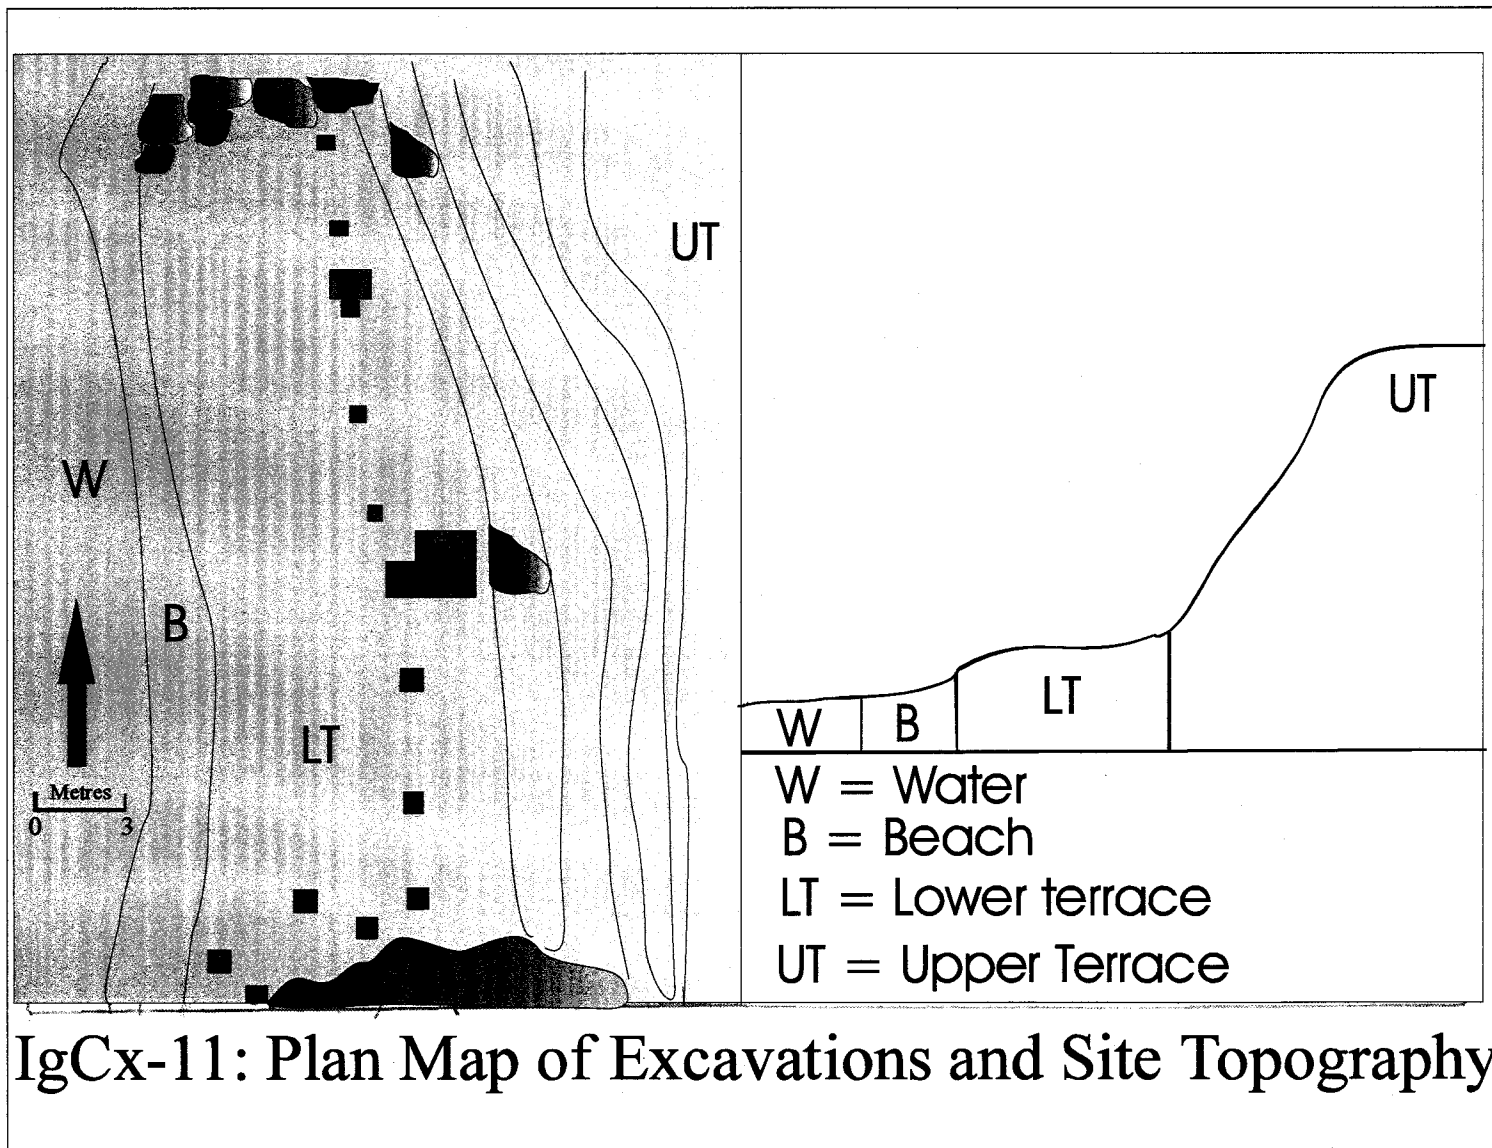 UT
W
B
LT
Metres
0 3
UT
LT
B
W
W = Water
B = Beach
LT = Lower terrace
UT = Upper Terrace
IgCx-11: Plan Map of Excavations and Site Topography